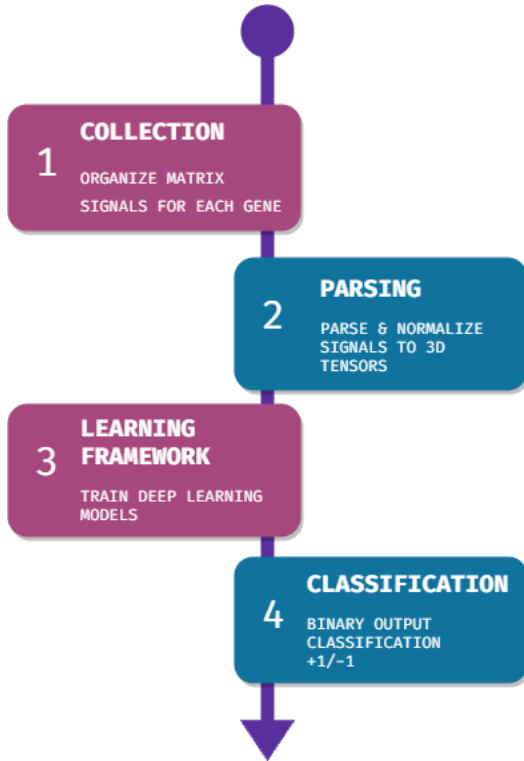 1
COLLECTION
ORGANIZE MATRIX
SIGNALS FOR EACH GENE
2
PARSING
PARSE & NORMALIZE
SIGNALS TO 3D
TENSORS
3
LEARNING
FRAMEWORK
TRAIN DEEP LEARNING
MODELS
4
CLASSIFICATION
BINARY OUTPUT
CLASSIFICATION
+1/-1